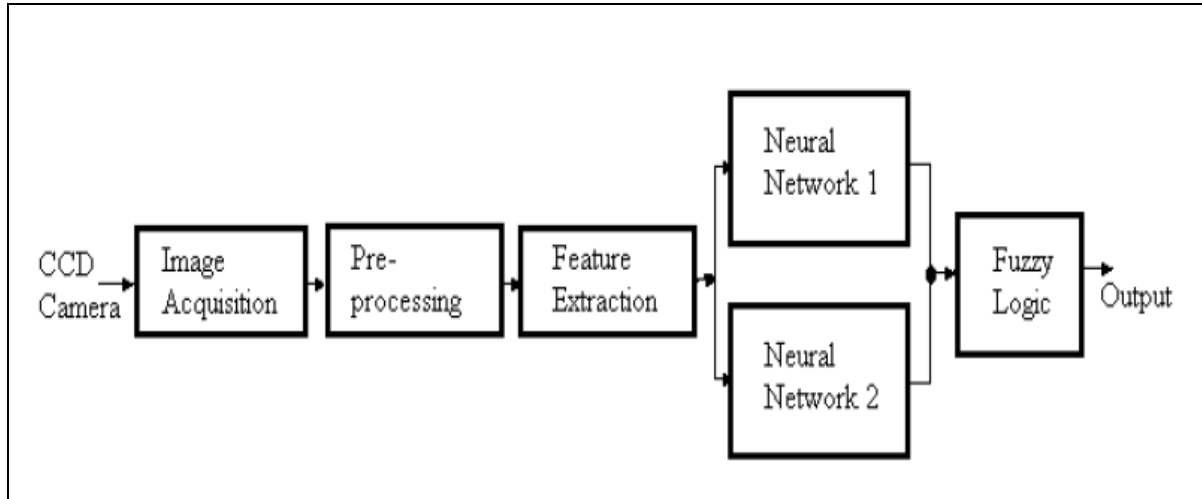 CCD
Camera
Image
Acquisition
Pre-
processing
Feature
Extraction
Neural
Network 1
Neural
Network 2
Fuzzy
Logic
Output